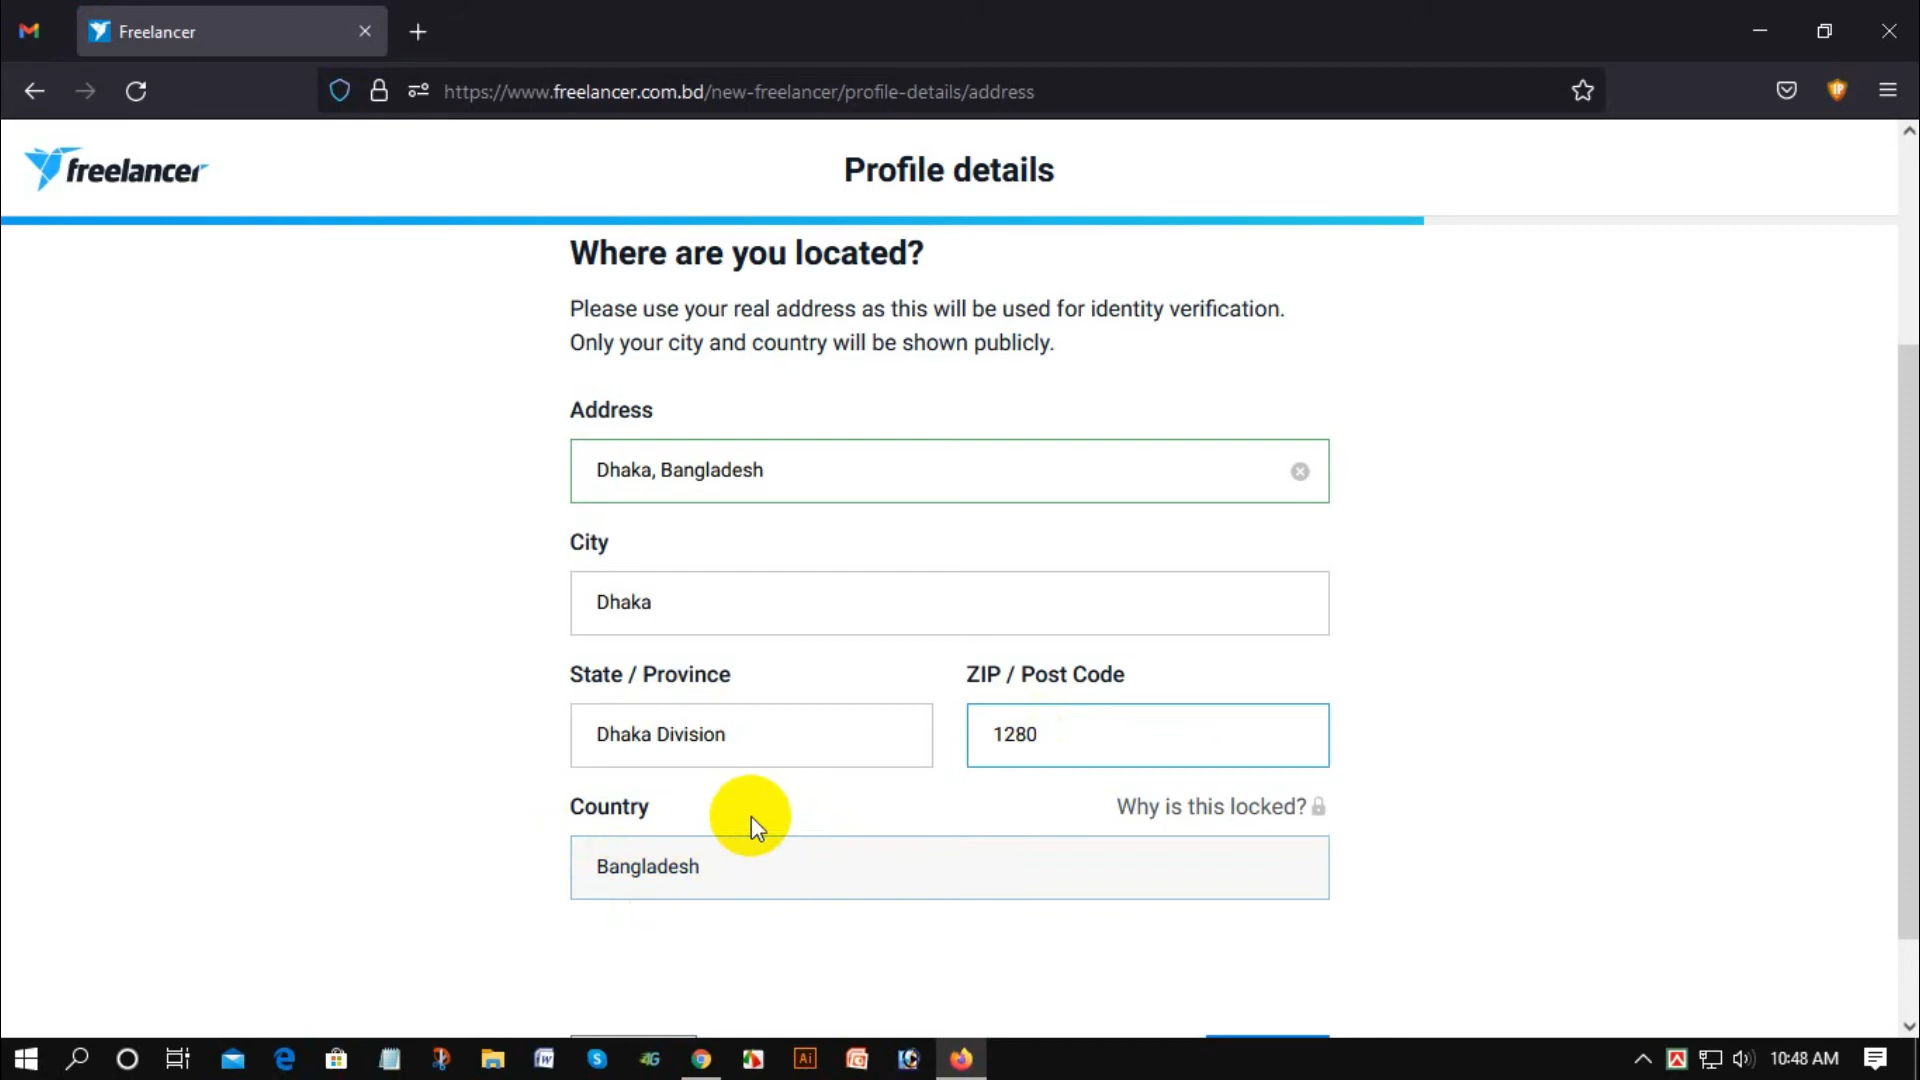 Freelancer
https://www.freelancer.com.bd/new-freelancer/profile-details/address
freelancer
Profile details
Where are you located?
Please use your real address as this will be used for identity verification.
Only your city and country will be shown publicly.
Address
Dhaka, Bangladesh
City
Dhaka
State / Province
ZIP / Post Code
Dhaka Division
1280
Country
Why is this locked?
Bangladesh
10:48 AM